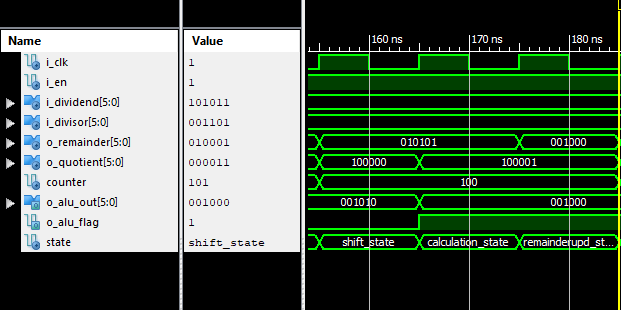 160 ns 170 ns 180 ns
Name Value
i_clk 1
i_en 1
i_dividend[5:0] 101011
i_divisor[5:0] 001101
o_remainder[5:0] 010001 010101 001000
o_quotient[5:0] 000011 100000 100001
counter 101 100
o_alu_out[5:0] 001000 001010 001000
o_alu_flag 1
state shift_state shift_state calculation_state remainderupd_st...